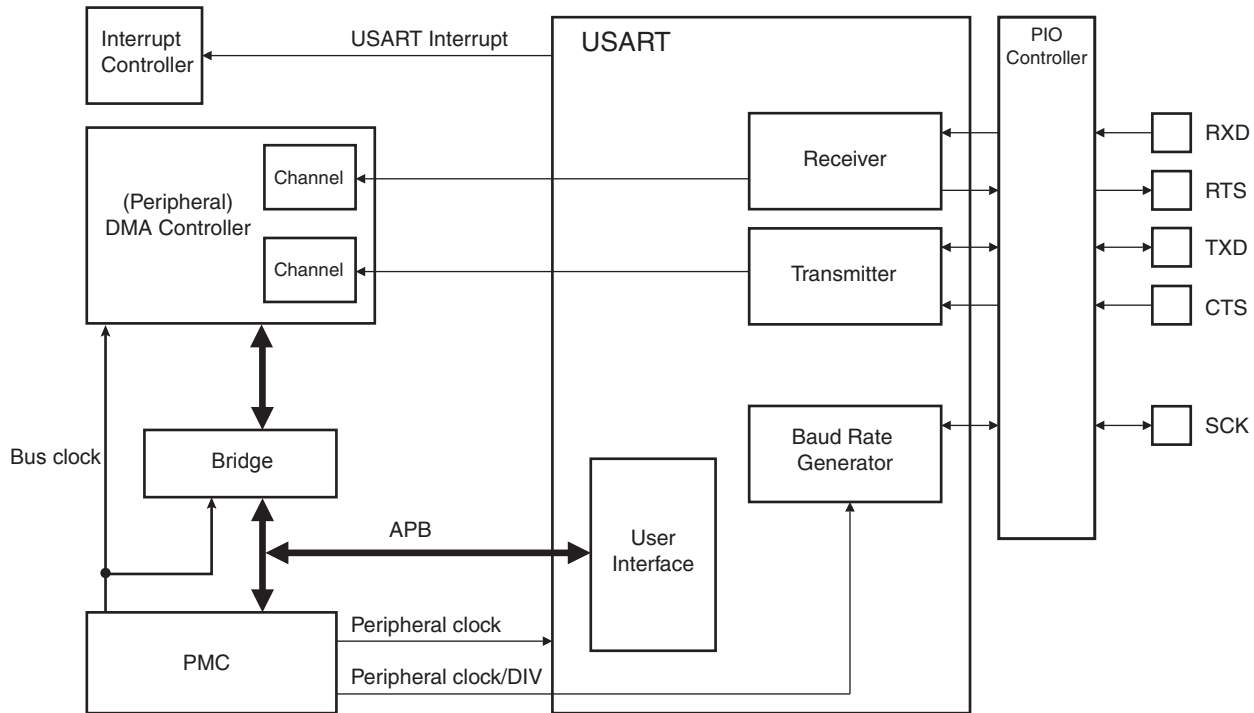 Interrupt
Controller
USART Interrupt
USART
PIO
Controller
(Peripheral)
DMA Controller
Channel
Channel
Receiver
Transmitter
RXD
RTS
TXD
CTS
SCK
Baud Rate
Generator
Bus clock
Bridge
APB
User
Interface
PMC
Peripheral clock
Peripheral clock/DIV